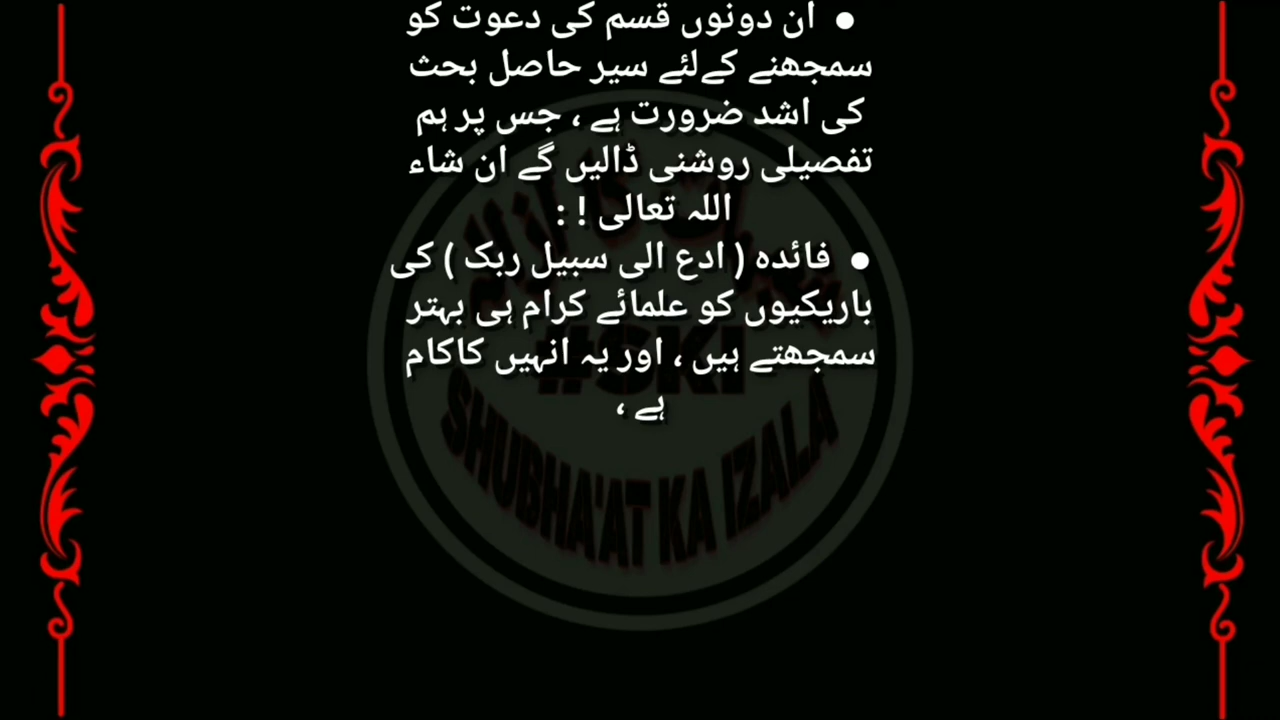 ● ان دونوں قسم کی دعوت کو
سمجھنے کےلئے سیر حاصل بحث
کی اشد ضرورت ہے ، جس پر ہم
تفصیلی روشنی ڈالیں گے ان شاء
اللہ تعالی ! :
● فائدہ ( ادع الی سبیل ربک ) کی
باریکیوں کو علمائے کرام ہی بہتر
سمجھتے ہیں ، اور یہ انہیں کاکام
ہے ،
#SKI
SHUBHA'AT KA IZALA